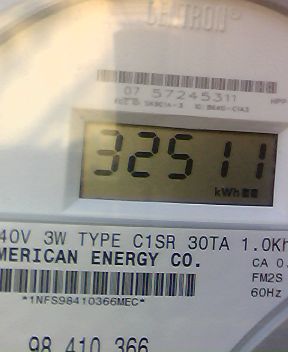 CENTRON®
07 57245311
32511
kWh
40V 3W TYPE C1SR 30TA 1.0Kh
MERICAN ENERGY CO.
CA 0.
FM2S
60Hz
*1NFS98410366MEC*
98 410 366